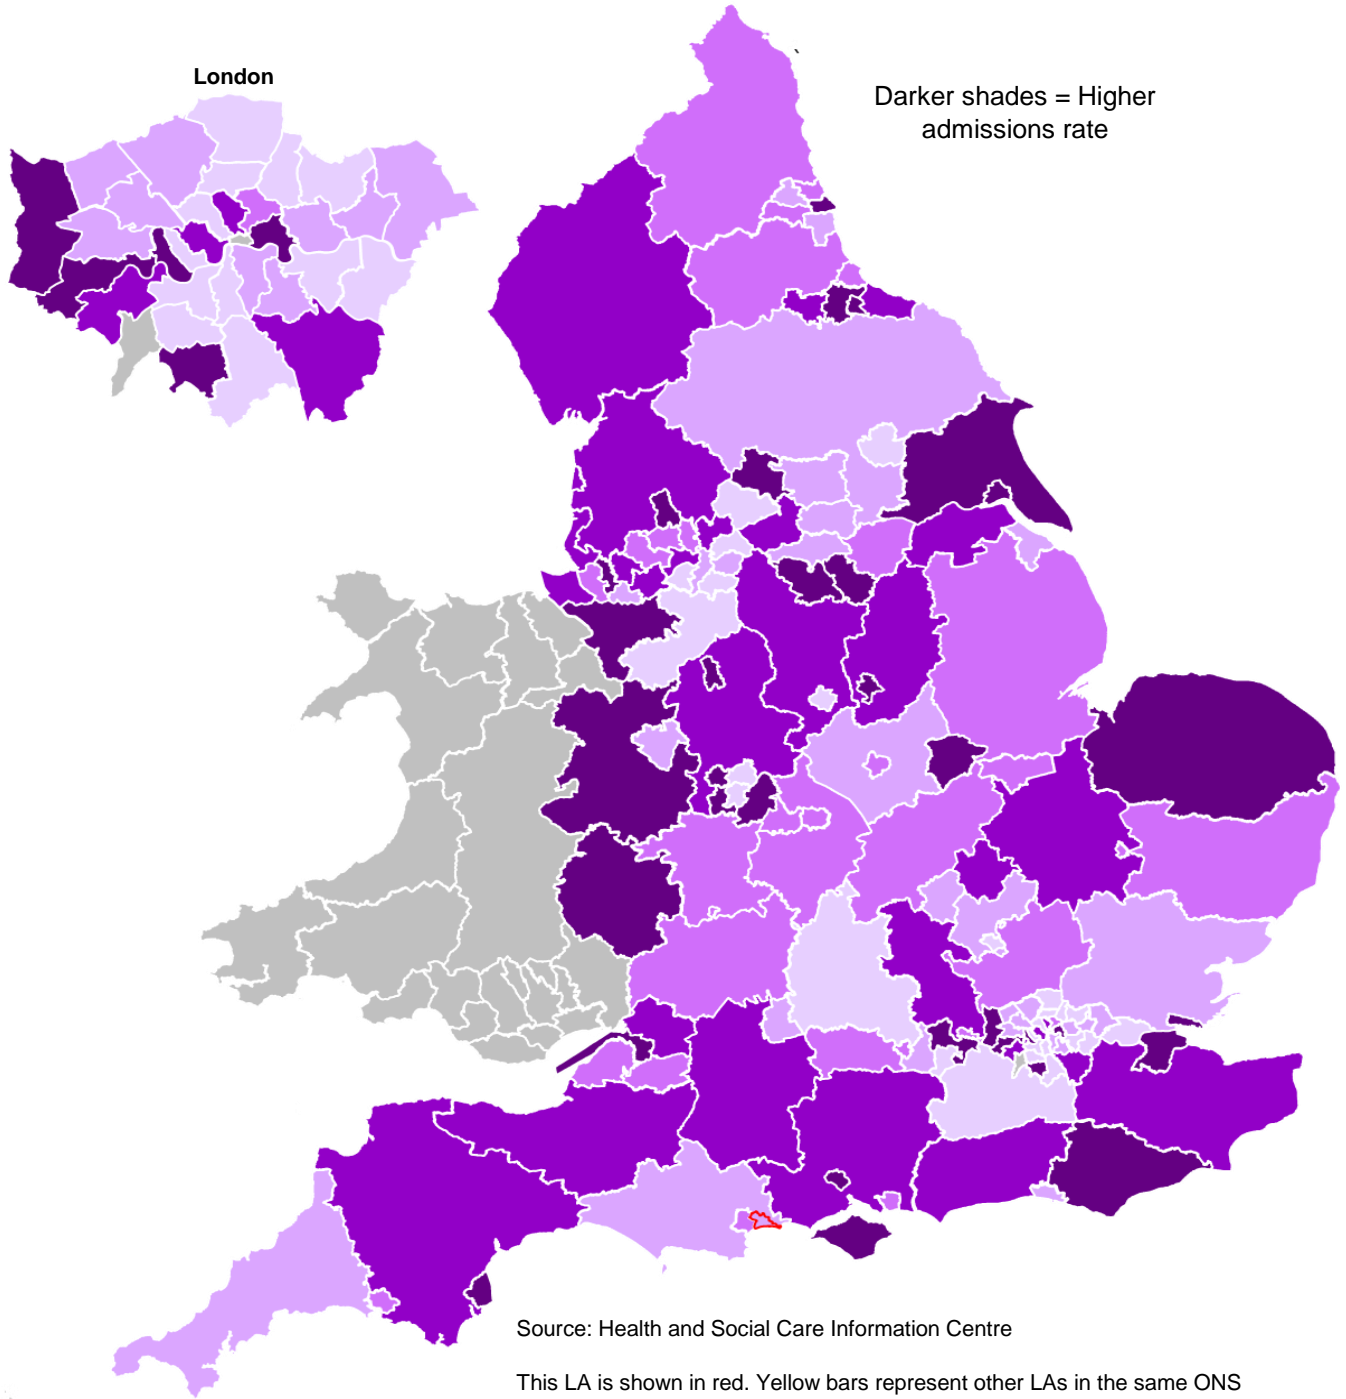 London
Darker shades = Higher
admissions rate
Source: Health and Social Care Information Centre
This LA is shown in red. Yellow bars represent other LAs in the same ONS